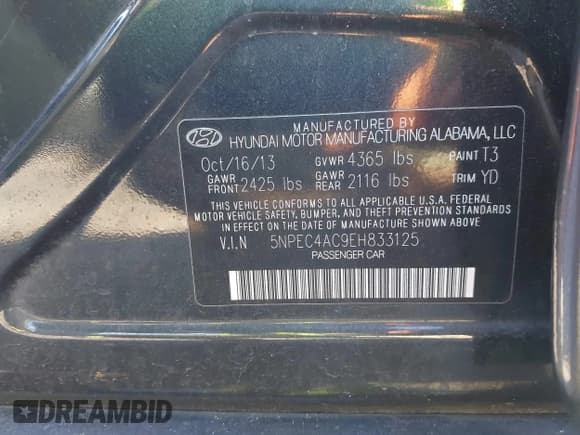 MANUFACTURED BY
HYUNDAI MOTOR MANUFACTURING ALABAMA, LLC
Oct/16/13 GVWR 4365 lbs PAINT T3
GAWR FRONT 2425 lbs GAWR REAR 2116 lbs TRIM YD
THIS VEHICLE CONFORMS TO ALL APPLICABLE U.S.A. FEDERAL
MOTOR VEHICLE SAFETY, BUMPER, AND THEFT PREVENTION STANDARDS
IN EFFECT ON THE DATE OF MANUFACTURE SHOWN ABOVE
V.I.N 5NPEC4AC9EH833125
PASSENGER CAR
DREAMBID